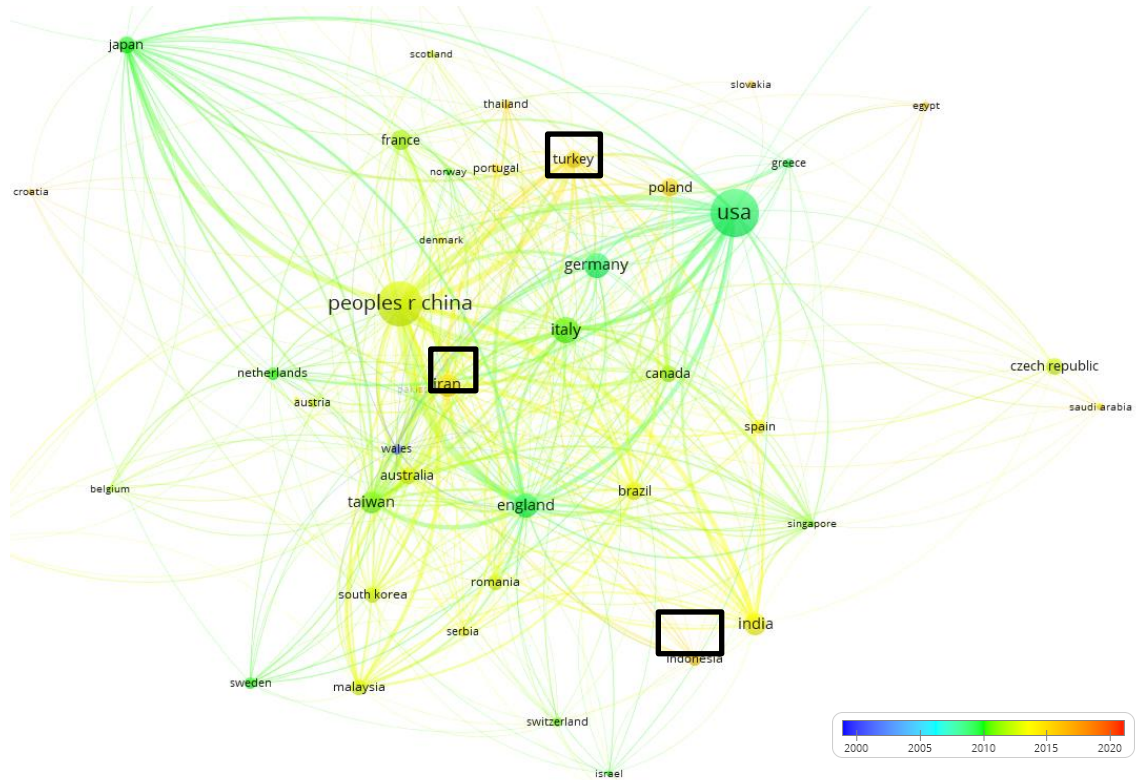 japan
scotland
slovakia
thailand
egypt
france
turkey
greece
norway
portugal
croatia
poland
usa
denmark
germany
peoples r china
italy
netherlands
iran
canada
czech republic
austria
saudi arabia
spain
wales
australia
belgium
taiwan
england
brazil
singapore
romania
south korea
serbia
india
indonesia
sweden
malaysia
switzerland
israel
2000 2005 2010 2015 2020